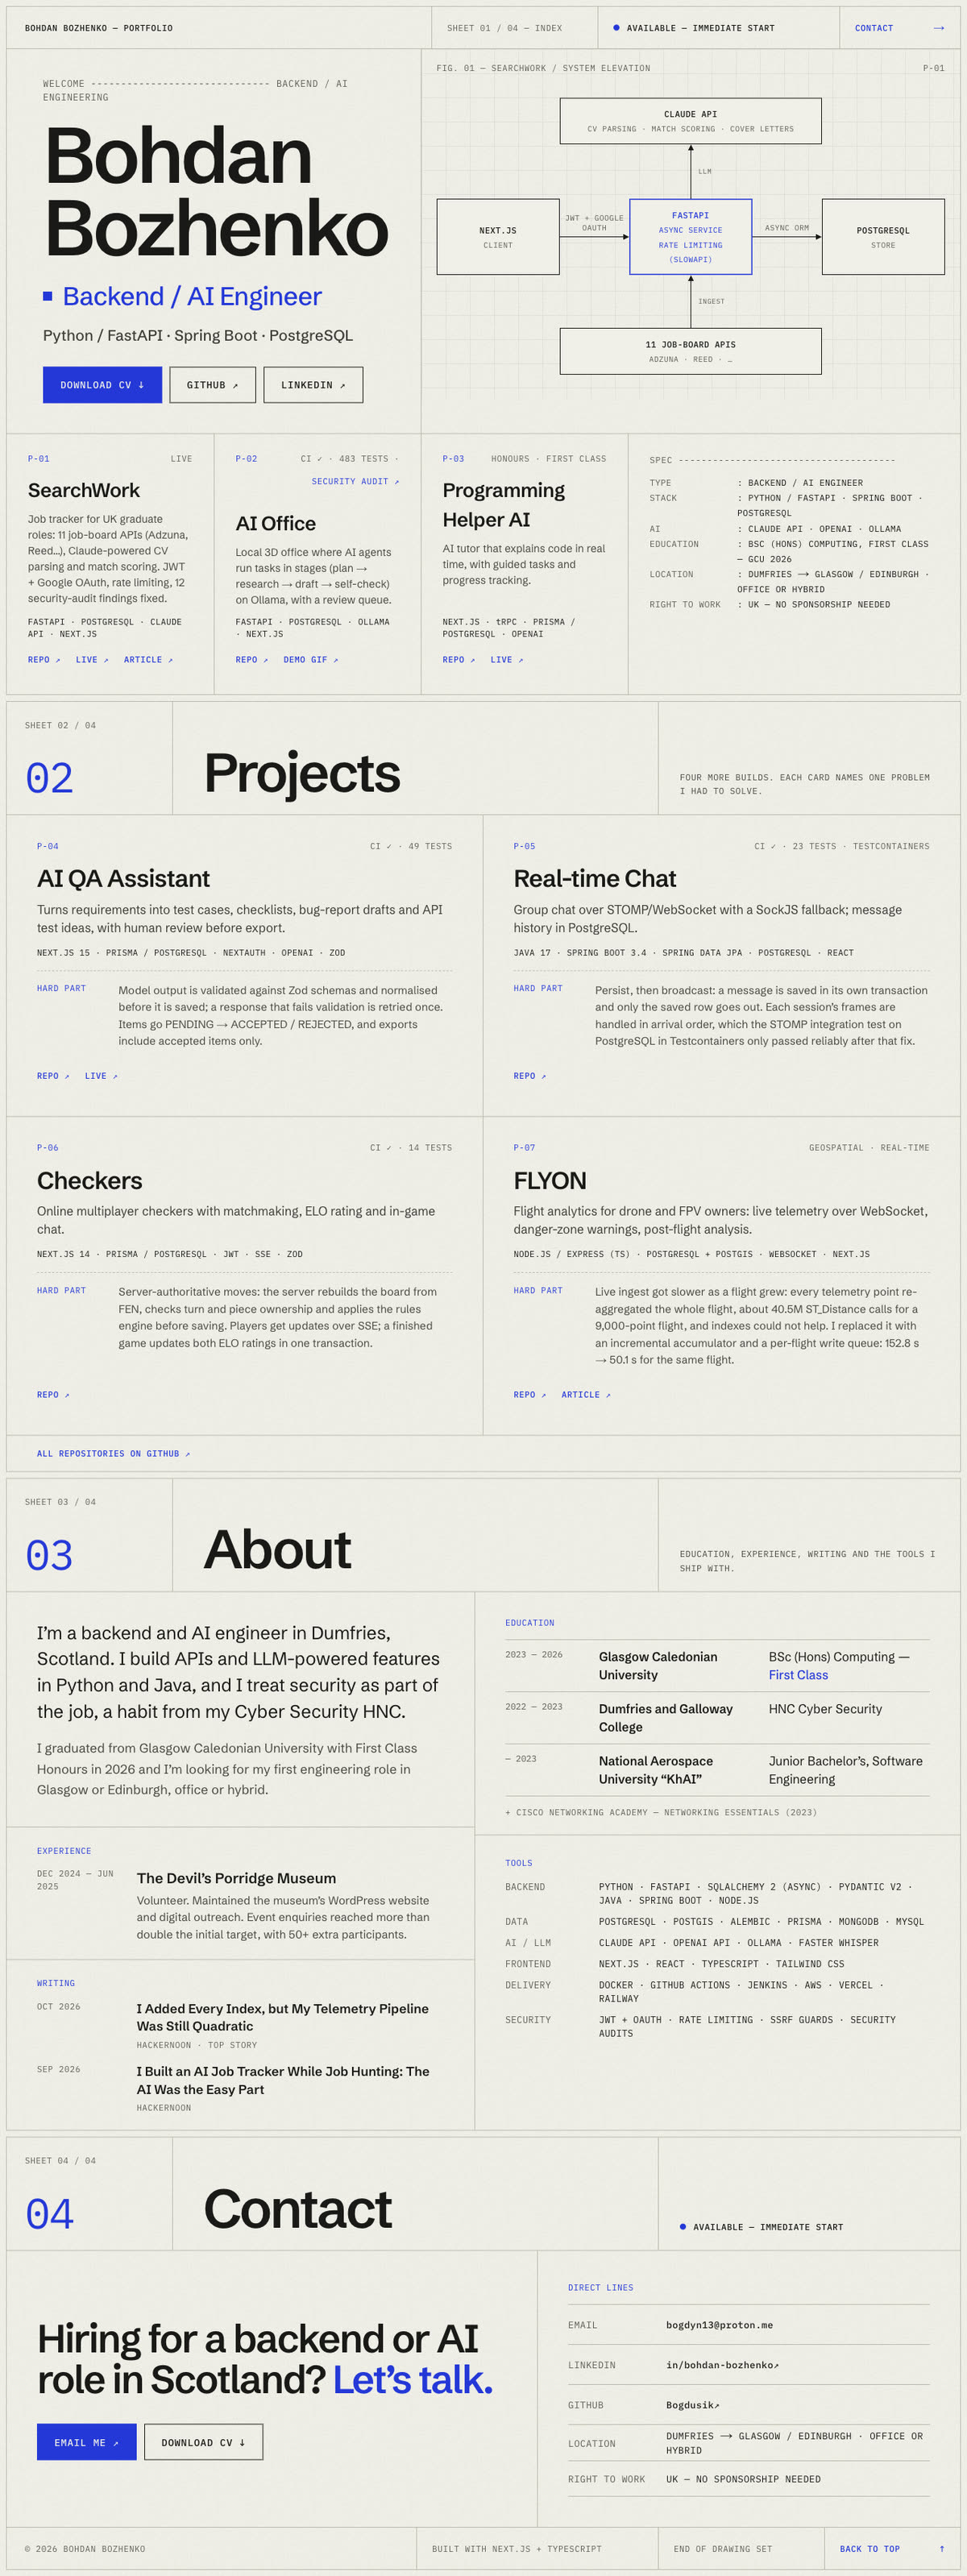 BOHDAN BOZHENKO — PORTFOLIO
SHEET 01 / 04 — INDEX
AVAILABLE — IMMEDIATE START
CONTACT →
WELCOME ---------------------------- BACKEND / AI
ENGINEERING
Bohdan
Bozhenko
Backend / AI Engineer
Python / FastAPI · Spring Boot · PostgreSQL
DOWNLOAD CV ↓
GITHUB ↗
LINKEDIN ↗
FIG. 01 — SEARCHWORK / SYSTEM ELEVATION
P-01
CLAUDE API
CV PARSING · MATCH SCORING · COVER LETTERS
LLM
NEXT.JS
CLIENT
JWT + GOOGLE
OAUTH
FASTAPI
ASYNC SERVICE
RATE LIMITING
(SLOWAPI)
ASYNC ORM
POSTGRESQL
STORE
INGEST
11 JOB-BOARD APIS
ADZUNA · REED · …
P-01
LIVE
SearchWork
Job tracker for UK graduate
roles: 11 job-board APIs (Adzuna,
Reed…), Claude-powered CV
parsing and match scoring. JWT
+ Google OAuth, rate limiting, 12
security-audit findings fixed.
FASTAPI · POSTGRESQL · CLAUDE
API · NEXT.JS
REPO ↗ LIVE ↗ ARTICLE ↗
P-02
CI ✓ · 483 TESTS ·
SECURITY AUDIT ↗
AI Office
Local 3D office where AI agents
run tasks in stages (plan →
research → draft → self-check)
on Ollama, with a review queue.
FASTAPI · POSTGRESQL · OLLAMA
· NEXT.JS
REPO ↗ DEMO GIF ↗
P-03
HONOURS · FIRST CLASS
Programming
Helper AI
AI tutor that explains code in real
time, with guided tasks and
progress tracking.
NEXT.JS · tRPC · PRISMA /
POSTGRESQL · OPENAI
REPO ↗ LIVE ↗
SPEC ----------------------------------
TYPE : BACKEND / AI ENGINEER
STACK : PYTHON / FASTAPI · SPRING BOOT ·
POSTGRESQL
AI : CLAUDE API · OPENAI · OLLAMA
EDUCATION : BSC (HONS) COMPUTING, FIRST CLASS
— GCU 2026
LOCATION : DUMFRIES → GLASGOW / EDINBURGH ·
OFFICE OR HYBRID
RIGHT TO WORK : UK — NO SPONSORSHIP NEEDED
SHEET 02 / 04
02
Projects
FOUR MORE BUILDS. EACH CARD NAMES ONE PROBLEM
I HAD TO SOLVE.
P-04
CI ✓ · 49 TESTS
AI QA Assistant
Turns requirements into test cases, checklists, bug-report drafts and API
test ideas, with human review before export.
NEXT.JS 15 · PRISMA / POSTGRESQL · NEXTAUTH · OPENAI · ZOD
HARD PART
Model output is validated against Zod schemas and normalised
before it is saved; a response that fails validation is retried once.
Items go PENDING → ACCEPTED / REJECTED, and exports
include accepted items only.
REPO ↗ LIVE ↗
P-05
CI ✓ · 23 TESTS · TESTCONTAINERS
Real-time Chat
Group chat over STOMP/WebSocket with a SockJS fallback; message
history in PostgreSQL.
JAVA 17 · SPRING BOOT 3.4 · SPRING DATA JPA · POSTGRESQL · REACT
HARD PART
Persist, then broadcast: a message is saved in its own transaction
and only the saved row goes out. Each session's frames are
handled in arrival order, which the STOMP integration test on
PostgreSQL in Testcontainers only passed reliably after that fix.
REPO ↗
P-06
CI ✓ · 14 TESTS
Checkers
Online multiplayer checkers with matchmaking, ELO rating and in-game
chat.
NEXT.JS 14 · PRISMA / POSTGRESQL · JWT · SSE · ZOD
HARD PART
Server-authoritative moves: the server rebuilds the board from
FEN, checks turn and piece ownership and applies the rules
engine before saving. Players get updates over SSE; a finished
game updates both ELO ratings in one transaction.
REPO ↗
P-07
GEOSPATIAL · REAL-TIME
FLYON
Flight analytics for drone and FPV owners: live telemetry over WebSocket,
danger-zone warnings, post-flight analysis.
NODE.JS / EXPRESS (TS) · POSTGRESQL + POSTGIS · WEBSOCKET · NEXT.JS
HARD PART
Live ingest got slower as a flight grew: every telemetry point re-
aggregated the whole flight, about 40.5M ST_Distance calls for a
9,000-point flight, and indexes could not help. I replaced it with
an incremental accumulator and a per-flight write queue: 152.8 s
→ 50.1 s for the same flight.
REPO ↗ ARTICLE ↗
ALL REPOSITORIES ON GITHUB ↗
SHEET 03 / 04
03
About
EDUCATION, EXPERIENCE, WRITING AND THE TOOLS I
SHIP WITH.
I'm a backend and AI engineer in Dumfries,
Scotland. I build APIs and LLM-powered features
in Python and Java, and I treat security as part of
the job, a habit from my Cyber Security HNC.
I graduated from Glasgow Caledonian University with First Class
Honours in 2026 and I'm looking for my first engineering role in
Glasgow or Edinburgh, office or hybrid.
EXPERIENCE
DEC 2024 — JUN
2025
The Devil's Porridge Museum
Volunteer. Maintained the museum's WordPress website
and digital outreach. Event enquiries reached more than
double the initial target, with 50+ extra participants.
WRITING
OCT 2026
I Added Every Index, but My Telemetry Pipeline
Was Still Quadratic
HACKERNOON · TOP STORY
SEP 2026
I Built an AI Job Tracker While Job Hunting: The
AI Was the Easy Part
HACKERNOON
EDUCATION
2023 — 2026
Glasgow Caledonian
University
BSc (Hons) Computing —
First Class
2022 — 2023
Dumfries and Galloway
College
HNC Cyber Security
— 2023
National Aerospace
University “KhAI”
Junior Bachelor's, Software
Engineering
+ CISCO NETWORKING ACADEMY — NETWORKING ESSENTIALS (2023)
TOOLS
BACKEND PYTHON · FASTAPI · SQLALCHEMY 2 (ASYNC) · PYDANTIC V2 ·
JAVA · SPRING BOOT · NODE.JS
DATA POSTGRESQL · POSTGIS · ALEMBIC · PRISMA · MONGODB · MYSQL
AI / LLM CLAUDE API · OPENAI API · OLLAMA · FASTER WHISPER
FRONTEND NEXT.JS · REACT · TYPESCRIPT · TAILWIND CSS
DELIVERY DOCKER · GITHUB ACTIONS · JENKINS · AWS · VERCEL ·
RAILWAY
SECURITY JWT + OAUTH · RATE LIMITING · SSRF GUARDS · SECURITY
AUDITS
SHEET 04 / 04
04
Contact
AVAILABLE — IMMEDIATE START
Hiring for a backend or AI
role in Scotland? Let's talk.
EMAIL ME ↗
DOWNLOAD CV ↓
DIRECT LINES
EMAIL bogdyn13@proton.me
LINKEDIN in/bohdan-bozhenko↗
GITHUB Bogdusik↗
LOCATION DUMFRIES → GLASGOW / EDINBURGH · OFFICE OR
HYBRID
RIGHT TO WORK UK — NO SPONSORSHIP NEEDED
© 2026 BOHDAN BOZHENKO
BUILT WITH NEXT.JS + TYPESCRIPT
END OF DRAWING SET
BACK TO TOP ↑